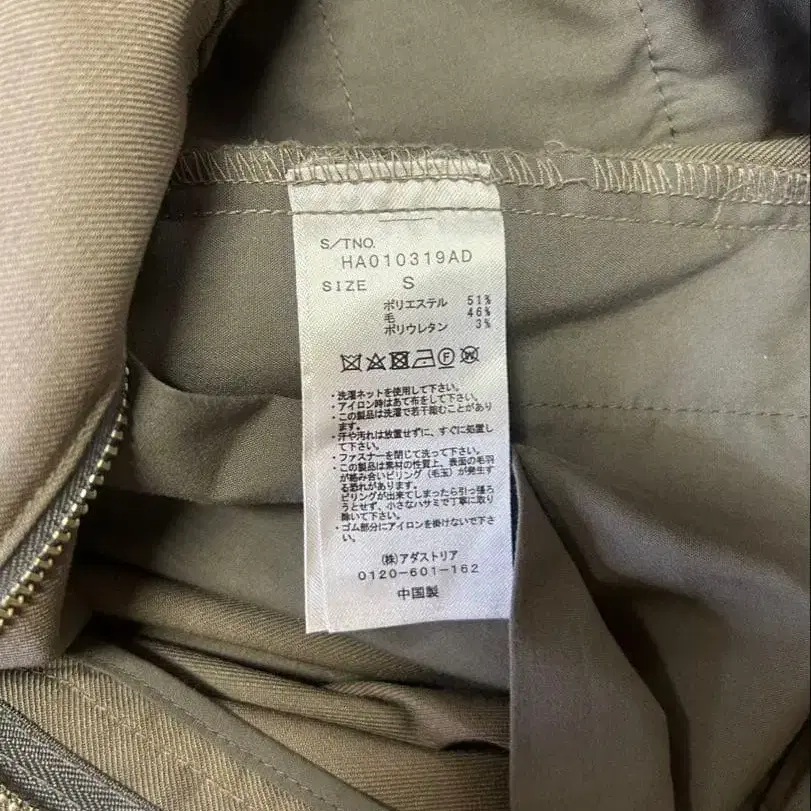 S/TNO.
HA010319AD
SIZE S
ポリエステル 51%
毛 46%
ポリウレタン 3%
・洗濯ネットを使用して下さい。
・アイロン時はあて布をして下さい。
・この製品は洗濯で若干縮むことがあり
ます。
・汗や汚れは放置せずに、すぐに処置し
て下さい。
・ファスナーを閉じて洗って下さい。
・この製品は素材の性質上、表面の毛羽
が絡み合いピリング(毛玉)が発生す
る恐れがあります。
ピリングが出来てしまったら引っ張ろ
うとせず、小さなハサミで丁寧に取り
除いて下さい。
・ゴム部分にアイロンを掛けないで下さ
い。
(株)アダストリア
0120-601-162
中国製